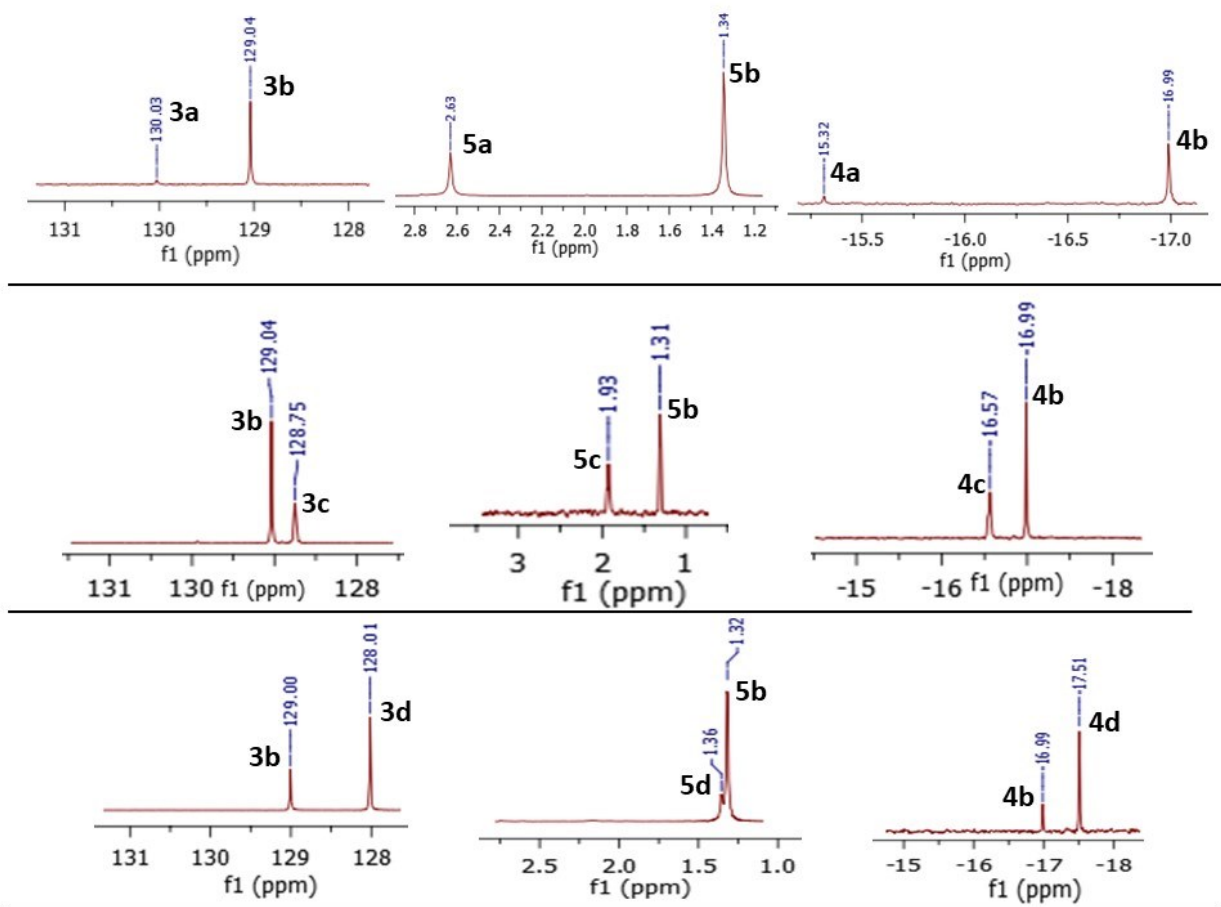 130.03
3a
129.04
3b
131 130 129 128
f1 (ppm)
2.63
5a
1.34
5b
2.8 2.6 2.4 2.2 2.0 1.8 1.6 1.4 1.2
f1 (ppm)
-15.32
4a
-16.99
4b
-15.5 -16.0 -16.5 -17.0
f1 (ppm)
129.04
3b
128.75
3c
131 130 f1 (ppm) 128
1.93
5c
1.31
5b
3 2 1
f1 (ppm)
-16.57
4c
-16.99
4b
-15 -16 f1 (ppm) -18
129.00
3b
128.01
3d
131 130 129 128
f1 (ppm)
1.36
5d
1.32
5b
2.5 2.0 1.5 1.0
f1 (ppm)
-16.99
4b
-17.51
4d
-15 -16 -17 -18
f1 (ppm)